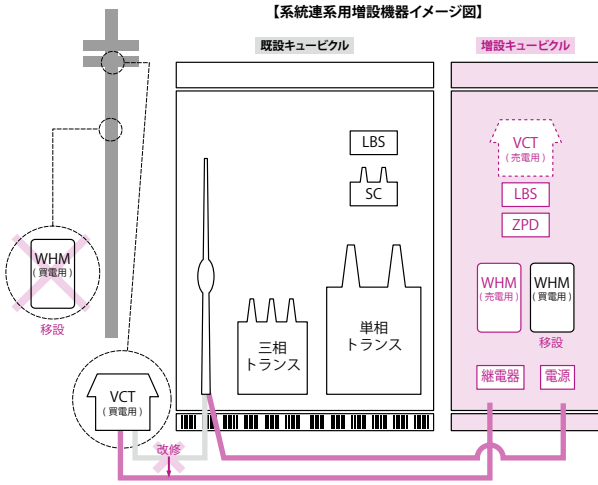 【系統連系用増設機器イメージ図】
既設キュービクル
増設キュービクル
LBS
SC
三相
トランス
単相
トランス
VCT
(売電用)
LBS
ZPD
WHM
(売電用)
WHM
(買電用)
移設
継電器
電源
WHM
(買電用)
移設
VCT
(買電用)
改修